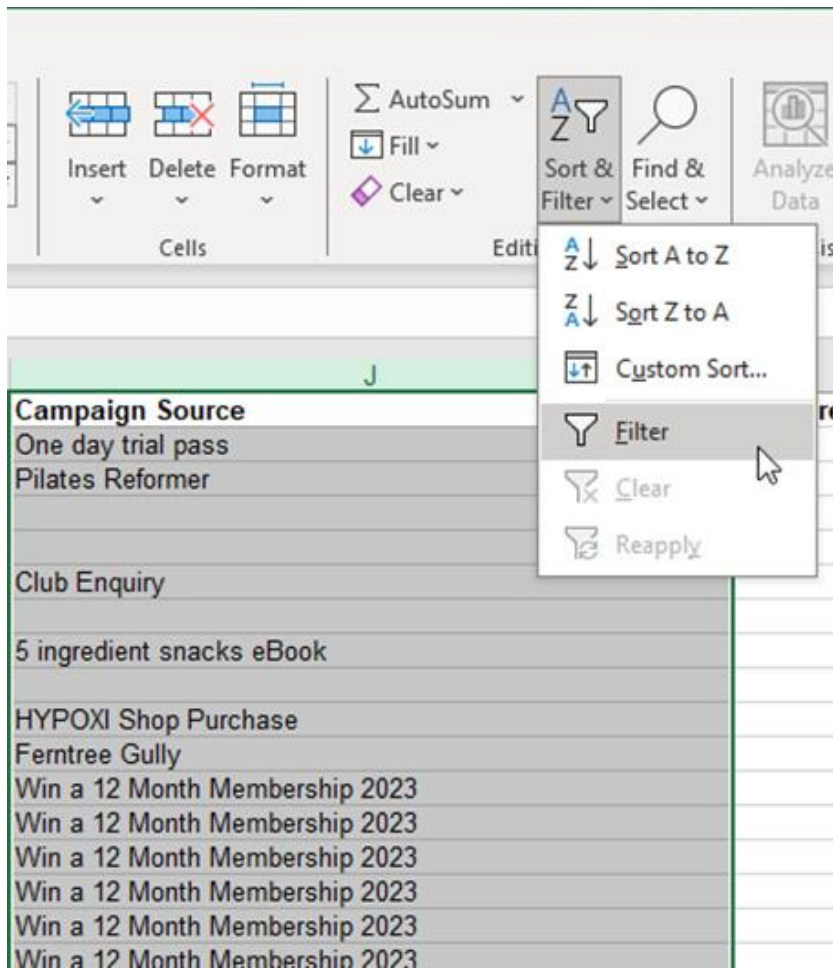 AutoSum
Fill
Clear
Insert
Delete
Format
Sort &
Filter
Find &
Select
Analyze
Data
Cells
Sort A to Z
Sort Z to A
Custom Sort...
Filter
Clear
Reapply
J
Campaign Source
One day trial pass
Pilates Reformer
Club Enquiry
5 ingredient snacks eBook
HYPOXI Shop Purchase
Ferntree Gully
Win a 12 Month Membership 2023
Win a 12 Month Membership 2023
Win a 12 Month Membership 2023
Win a 12 Month Membership 2023
Win a 12 Month Membership 2023
Win a 12 Month Membership 2023